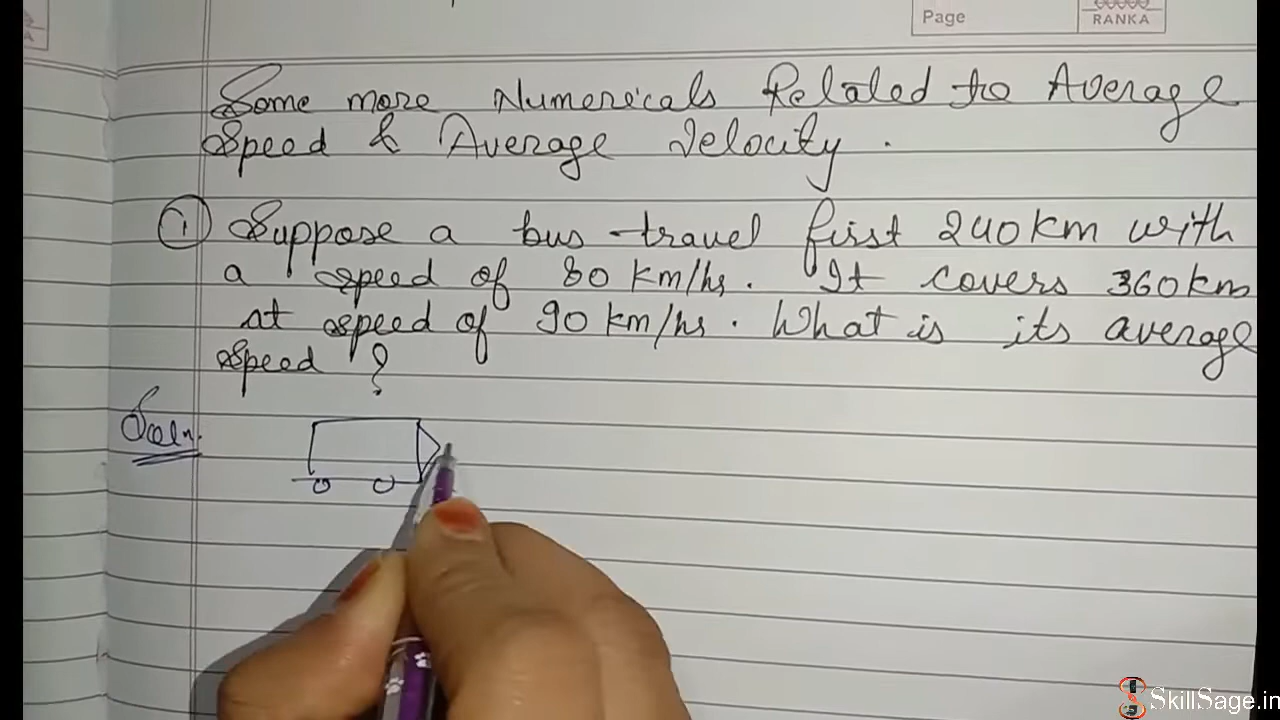 Page
RANKA
A
Some more Numericals Related to Average
Speed & Average Velocity.
1 Suppose a bus travel first 240 km with
a speed of 80 km/hr. It covers 360 km
at speed of 90 km/hr. What is its average
speed ?
Soln.
SkillSage.in